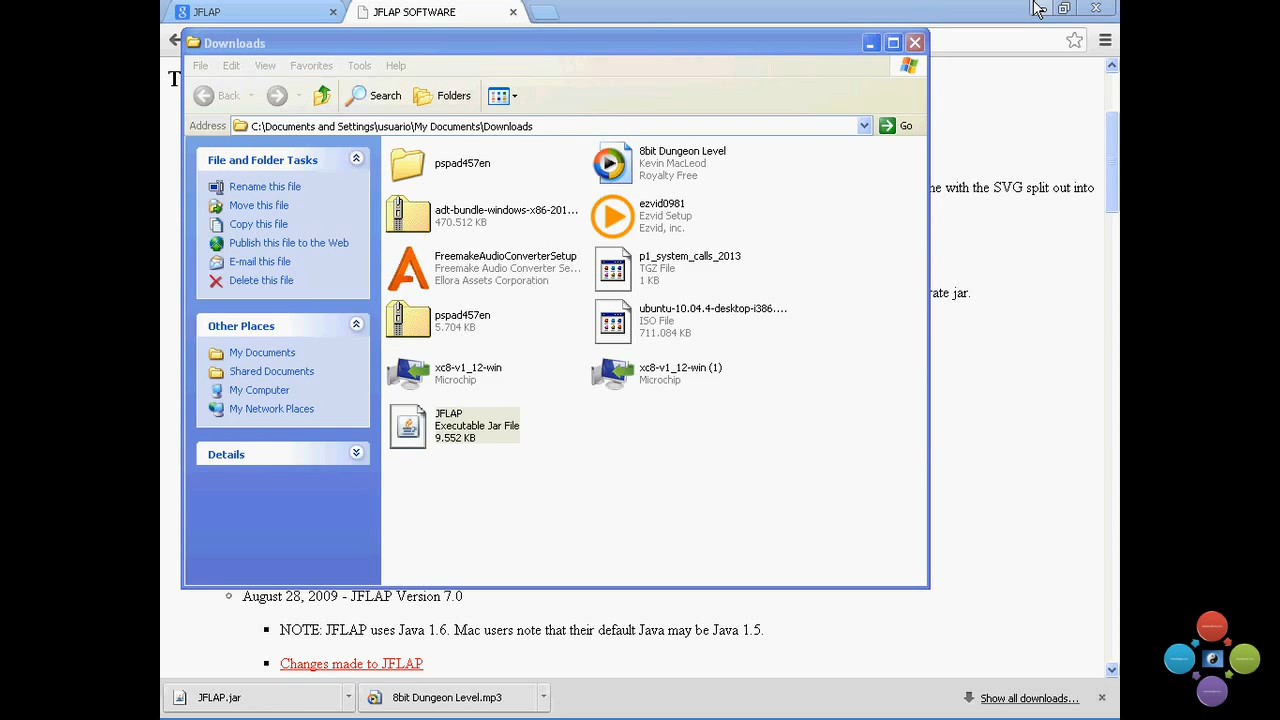 JFLAP
JFLAP SOFTWARE
Downloads
File Edit View Favorites Tools Help
Back Search Folders
Address C:\Documents and Settings\usuario\My Documents\Downloads Go
File and Folder Tasks
Rename this file
Move this file
Copy this file
Publish this file to the Web
E-mail this file
Delete this file
Other Places
My Documents
Shared Documents
My Computer
My Network Places
Details
pspad457en
8bit Dungeon Level
Kevin MacLeod
Royalty Free
adt-bundle-windows-x86-201...
470.512 KB
ezvid0981
Ezvid Setup
Ezvid, inc.
FreemakeAudioConverterSetup
Freemake Audio Converter Se...
Ellora Assets Corporation
p1_system_calls_2013
TGZ File
1 KB
pspad457en
5.704 KB
ubuntu-10.04.4-desktop-i386....
ISO File
711.084 KB
xc8-v1_12-win
Microchip
xc8-v1_12-win (1)
Microchip
JFLAP
Executable Jar File
9.552 KB
T
ne with the SVG split out into
rate jar.
August 28, 2009 - JFLAP Version 7.0
NOTE: JFLAP uses Java 1.6. Mac users note that their default Java may be Java 1.5.
Changes made to JFLAP
JFLAP.jar
8bit Dungeon Level.mp3
Show all downloads...